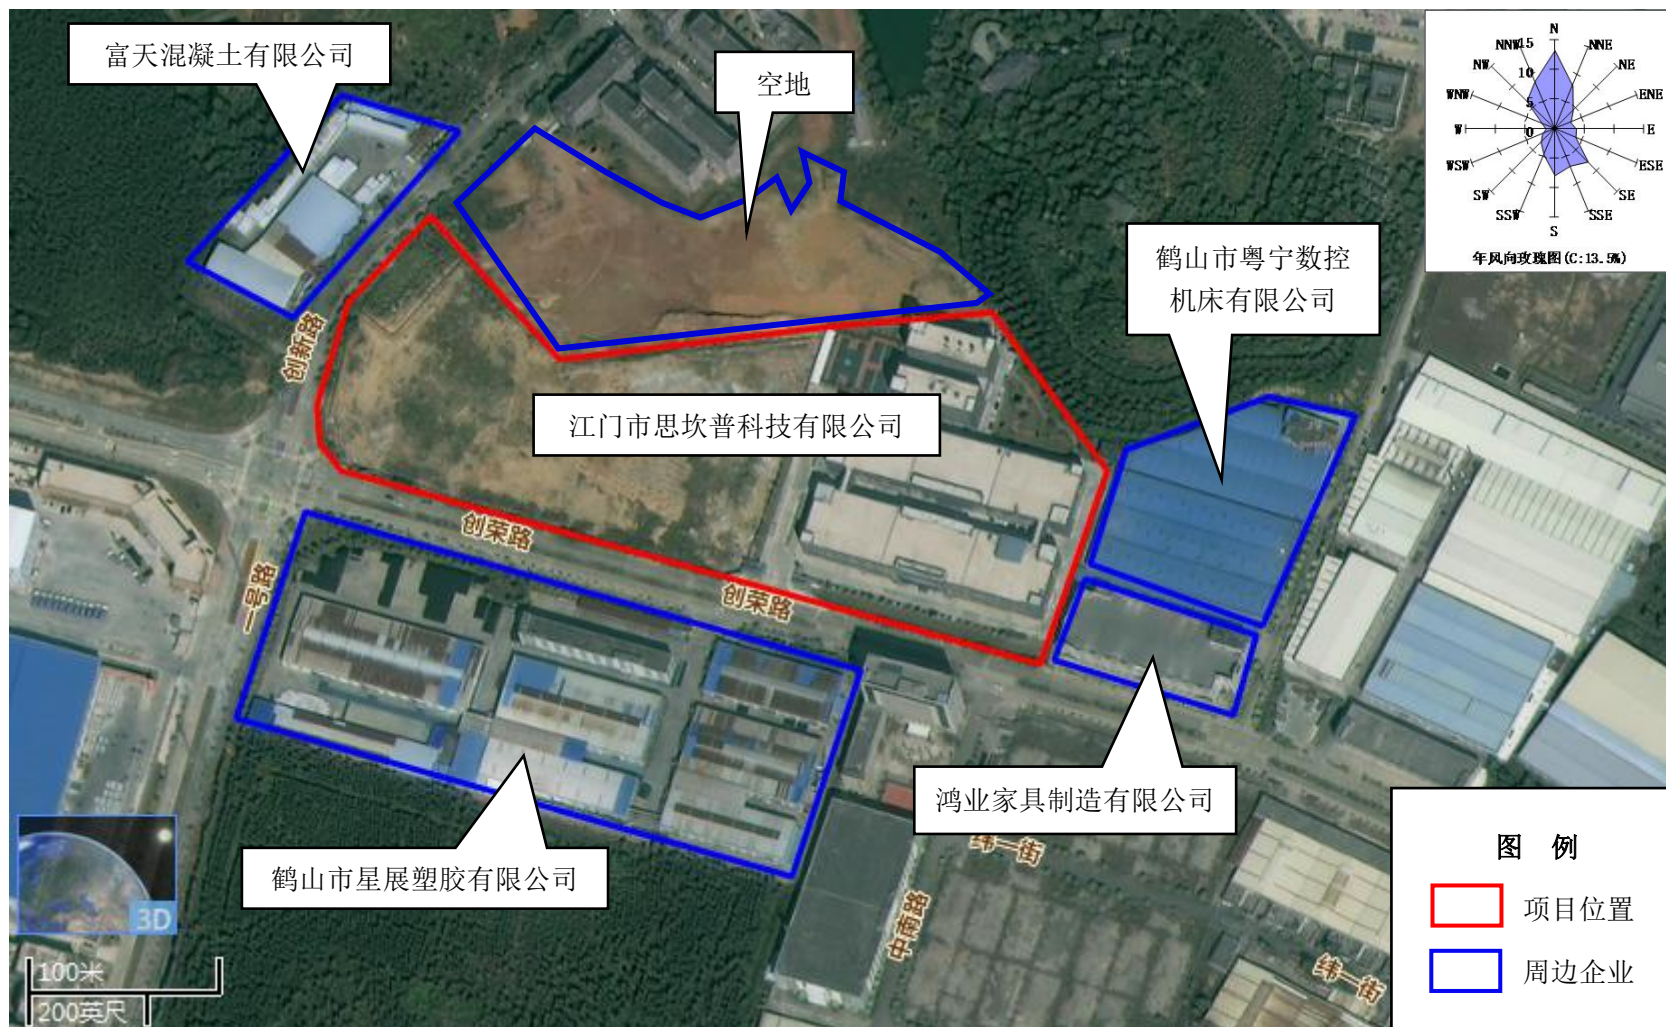 富天混凝土有限公司
空地
N
NNW
15
NNE
NW
10
NE
WNW
5
ENE
W
0
E
WSW
ESE
SW
SE
SSW
SSE
S
年风向玫瑰图(C:13.5%)
鹤山市粤宁数控
机床有限公司
创新路
江门市思坎普科技有限公司
创荣路
一号路
创荣路
鸿业家具制造有限公司
鹤山市星展塑胶有限公司
纬一街
中南路
纬一街
3D
100米
200英尺
图 例
项目位置
周边企业